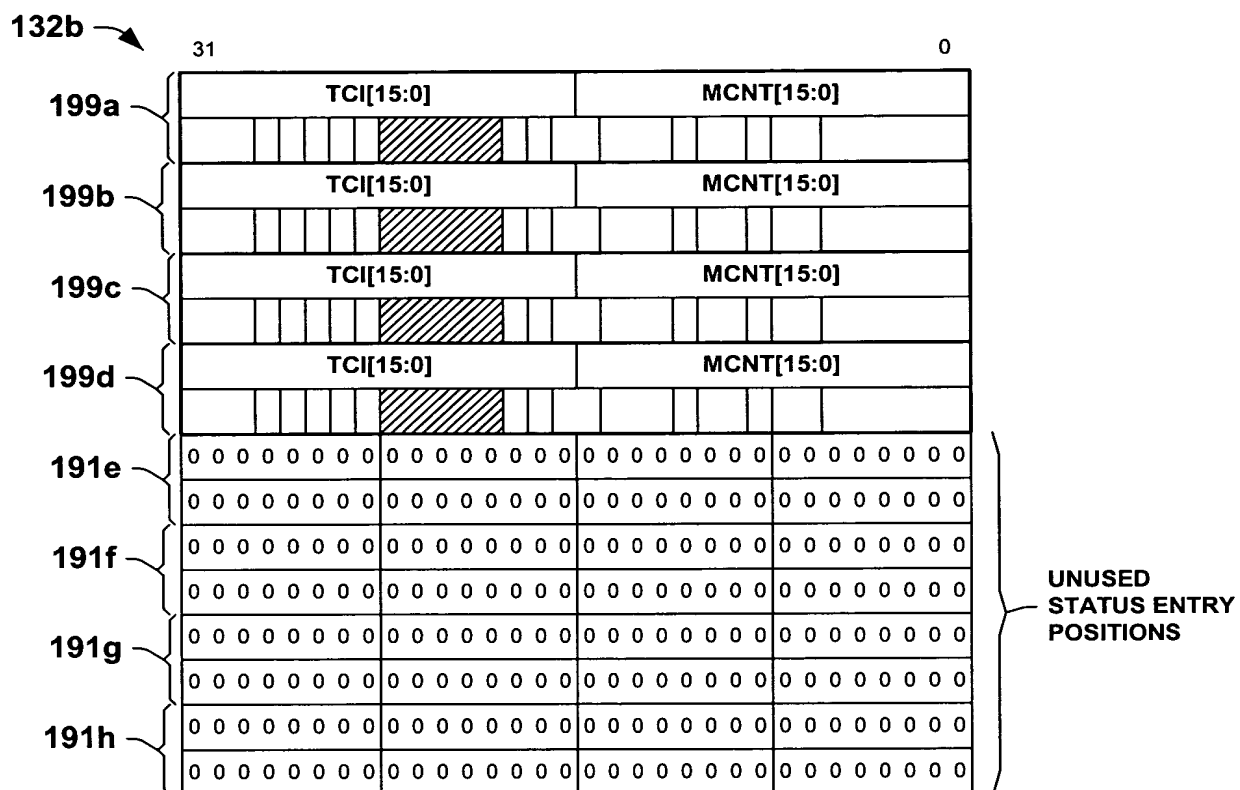 132b
31 0
199a TCI[15:0] MCNT[15:0]
199b TCI[15:0] MCNT[15:0]
199c TCI[15:0] MCNT[15:0]
199d TCI[15:0] MCNT[15:0]
191e 0 0 0 0 0 0 0 0 0 0 0 0 0 0 0 0 0 0 0 0 0 0 0 0 0 0 0 0 0 0 0 0
0 0 0 0 0 0 0 0 0 0 0 0 0 0 0 0 0 0 0 0 0 0 0 0 0 0 0 0 0 0 0 0
191f 0 0 0 0 0 0 0 0 0 0 0 0 0 0 0 0 0 0 0 0 0 0 0 0 0 0 0 0 0 0 0 0
0 0 0 0 0 0 0 0 0 0 0 0 0 0 0 0 0 0 0 0 0 0 0 0 0 0 0 0 0 0 0 0
191g 0 0 0 0 0 0 0 0 0 0 0 0 0 0 0 0 0 0 0 0 0 0 0 0 0 0 0 0 0 0 0 0
0 0 0 0 0 0 0 0 0 0 0 0 0 0 0 0 0 0 0 0 0 0 0 0 0 0 0 0 0 0 0 0
191h 0 0 0 0 0 0 0 0 0 0 0 0 0 0 0 0 0 0 0 0 0 0 0 0 0 0 0 0 0 0 0 0
0 0 0 0 0 0 0 0 0 0 0 0 0 0 0 0 0 0 0 0 0 0 0 0 0 0 0 0 0 0 0 0
UNUSED
STATUS ENTRY
POSITIONS